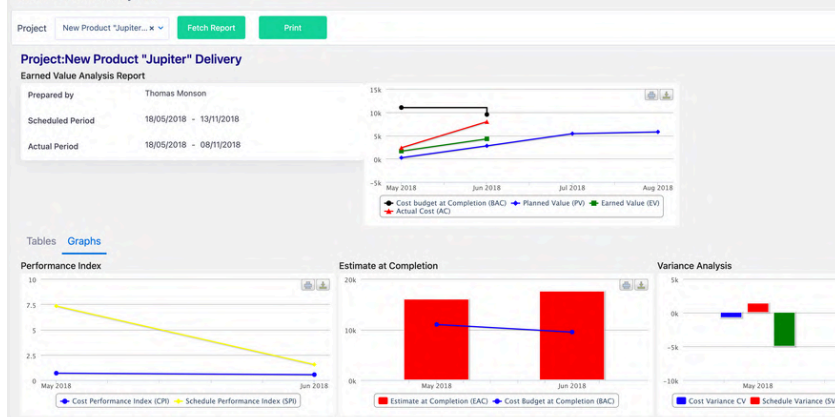 Project New Product "Jupiter... × Fetch Report Print
Project:New Product "Jupiter" Delivery
Earned Value Analysis Report
Prepared by Thomas Monson
Scheduled Period 18/05/2018 - 13/11/2018
Actual Period 18/05/2018 - 08/11/2018
15k
10k
5k
0k
-5k
May 2018 Jun 2018 Jul 2018 Aug 2018
Cost budget at Completion (BAC) Planned Value (PV) Earned Value (EV)
Actual Cost (AC)
Tables Graphs
Performance Index
10
7.5
5
2.5
0
May 2018 Jun 2018
Cost Performance Index (CPI) Schedule Performance Index (SPI)
Estimate at Completion
20k
10k
0k
May 2018 Jun 2018
Estimate at Completion (EAC) Cost Budget at Completion (BAC)
Variance Analysis
5k
0k
-5k
-10k
May 2018
Cost Variance CV Schedule Variance (SV